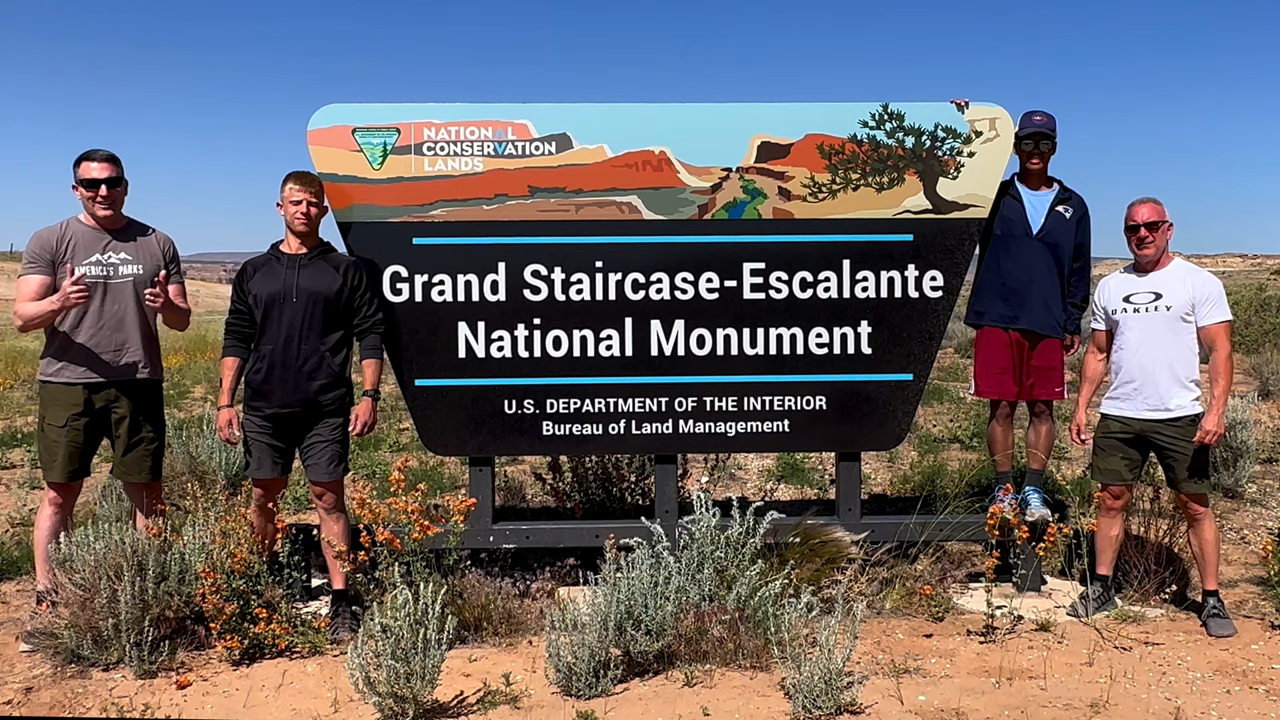 NATIONAL
CONSERVATION
LANDS
Grand Staircase-Escalante
National Monument
U.S. DEPARTMENT OF THE INTERIOR
Bureau of Land Management
AMERICA'S PARKS
OAKLEY